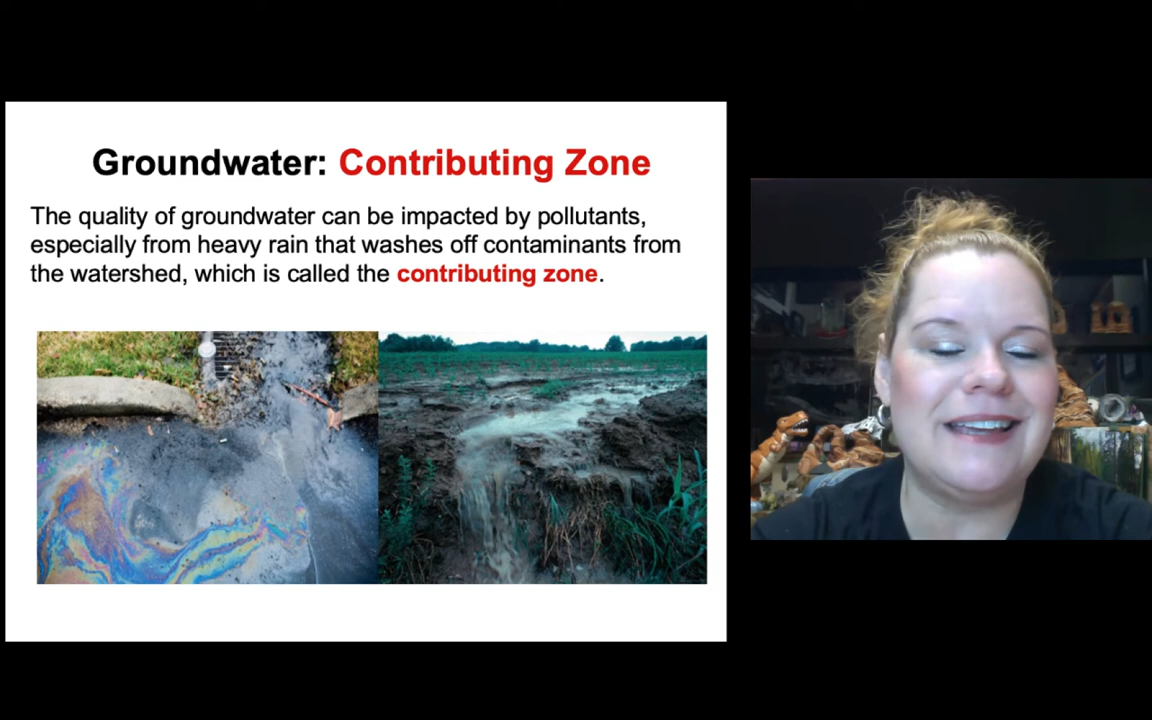 Groundwater: Contributing Zone
The quality of groundwater can be impacted by pollutants,
especially from heavy rain that washes off contaminants from
the watershed, which is called the contributing zone.